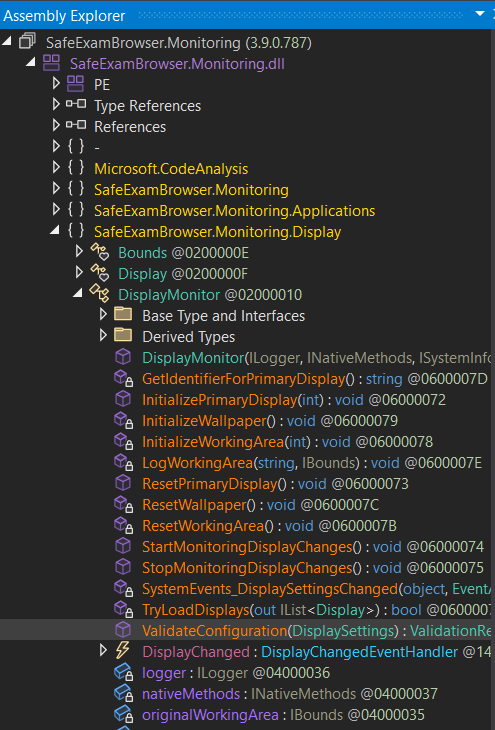 Assembly Explorer
SafeExamBrowser.Monitoring (3.9.0.787)
SafeExamBrowser.Monitoring.dll
PE
Type References
References
{ } -
{ } Microsoft.CodeAnalysis
{ } SafeExamBrowser.Monitoring
{ } SafeExamBrowser.Monitoring.Applications
{ } SafeExamBrowser.Monitoring.Display
Bounds @0200000E
Display @0200000F
DisplayMonitor @02000010
Base Type and Interfaces
Derived Types
DisplayMonitor(ILogger, INativeMethods, ISystemInfo
GetIdentifierForPrimaryDisplay() : string @0600007D
InitializePrimaryDisplay(int) : void @06000072
InitializeWallpaper() : void @06000079
InitializeWorkingArea(int) : void @06000078
LogWorkingArea(string, IBounds) : void @0600007E
ResetPrimaryDisplay() : void @06000073
ResetWallpaper() : void @0600007C
ResetWorkingArea() : void @0600007B
StartMonitoringDisplayChanges() : void @06000074
StopMonitoringDisplayChanges() : void @06000075
SystemEvents_DisplaySettingsChanged(object, EventA
TryLoadDisplays(out IList<Display>) : bool @0600007
ValidateConfiguration(DisplaySettings) : ValidationRe
DisplayChanged : DisplayChangedEventHandler @14
logger : ILogger @04000036
nativeMethods : INativeMethods @04000037
originalWorkingArea : IBounds @04000035